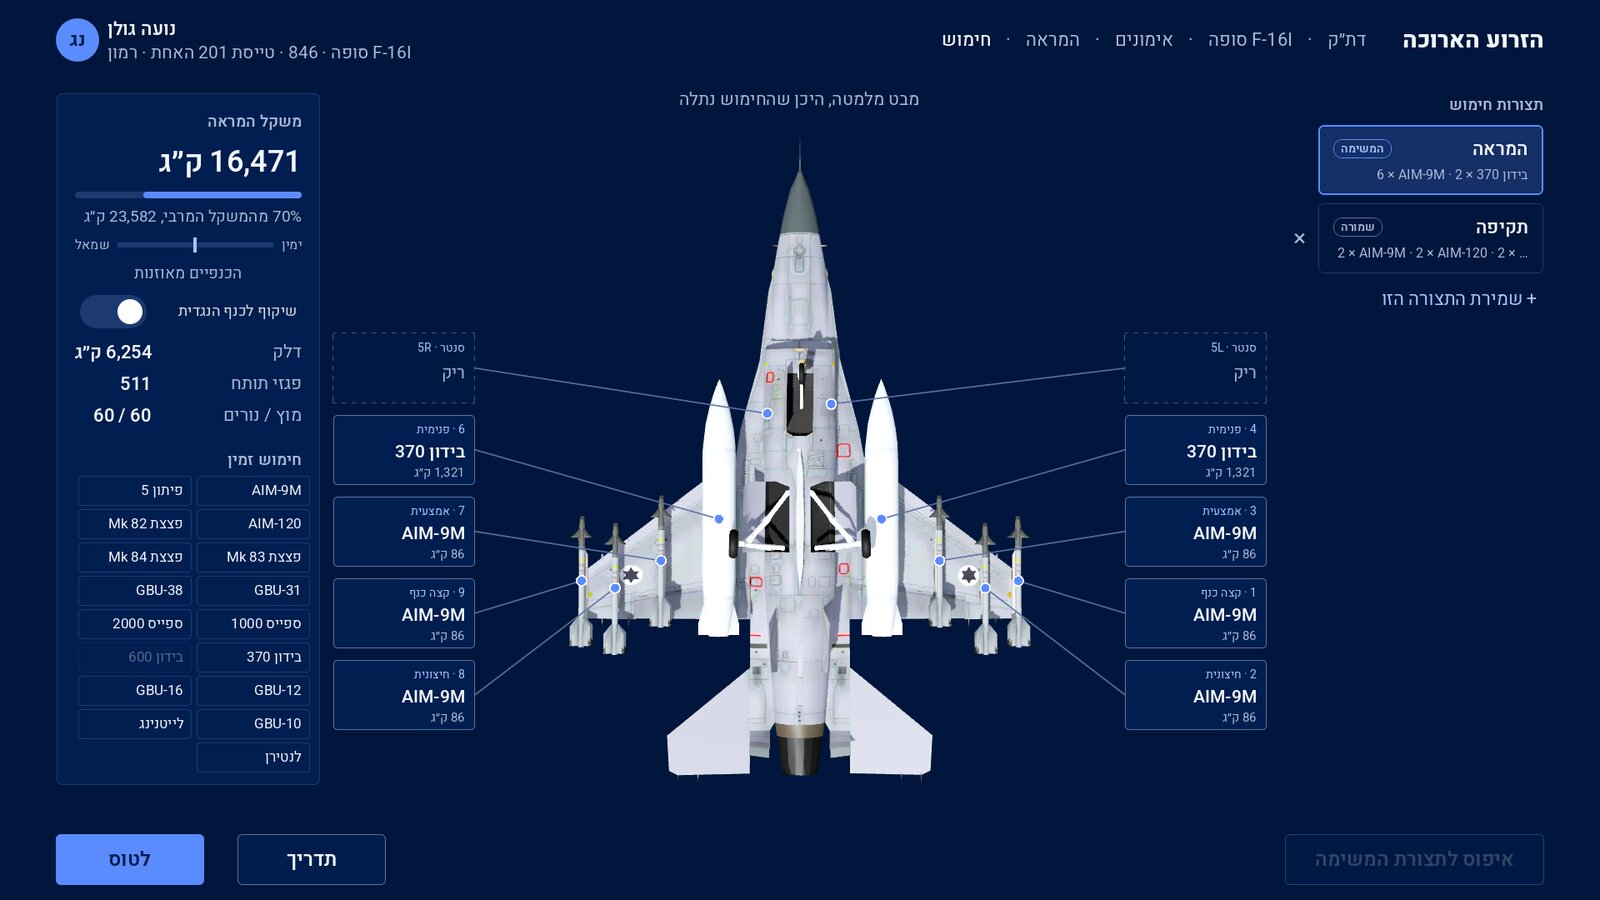 הזרוע הארוכה
דת״ק · F-16I סופה · אימונים · המראה · חימוש
נועה גולן
F-16I סופה · 846 · טייסת 201 האחת · רמון
נג
תצורות חימוש
המראה
המשימה
בידון 370 × 2 · AIM-9M × 6
תקיפה
שמורה
2 × AIM-9M · 2 × AIM-120 · 2 × ...
×
+ שמירת התצורה הזו
מבט מלמטה, היכן שהחימוש נתלה
סנטר · 5L
ריק
4 · פנימית
בידון 370
1,321 ק״ג
3 · אמצעית
AIM-9M
86 ק״ג
1 · קצה כנף
AIM-9M
86 ק״ג
2 · חיצונית
AIM-9M
86 ק״ג
סנטר · 5R
ריק
6 · פנימית
בידון 370
1,321 ק״ג
7 · אמצעית
AIM-9M
86 ק״ג
9 · קצה כנף
AIM-9M
86 ק״ג
8 · חיצונית
AIM-9M
86 ק״ג
משקל המראה
16,471 ק״ג
70% מהמשקל המרבי, 23,582 ק״ג
ימין שמאל
הכנפיים מאוזנות
שיקוף לכנף הנגדית
דלק 6,254 ק״ג
פגזי תותח 511
מוץ / נורים 60 / 60
חימוש זמין
AIM-9M פיתון 5
AIM-120 פצצת Mk 82
פצצת Mk 83 פצצת Mk 84
GBU-31 GBU-38
ספייס 1000 ספייס 2000
בידון 370 בידון 600
GBU-12 GBU-16
GBU-10 לייטנינג
לנטירן
איפוס לתצורת המשימה
תדריך
לטוס